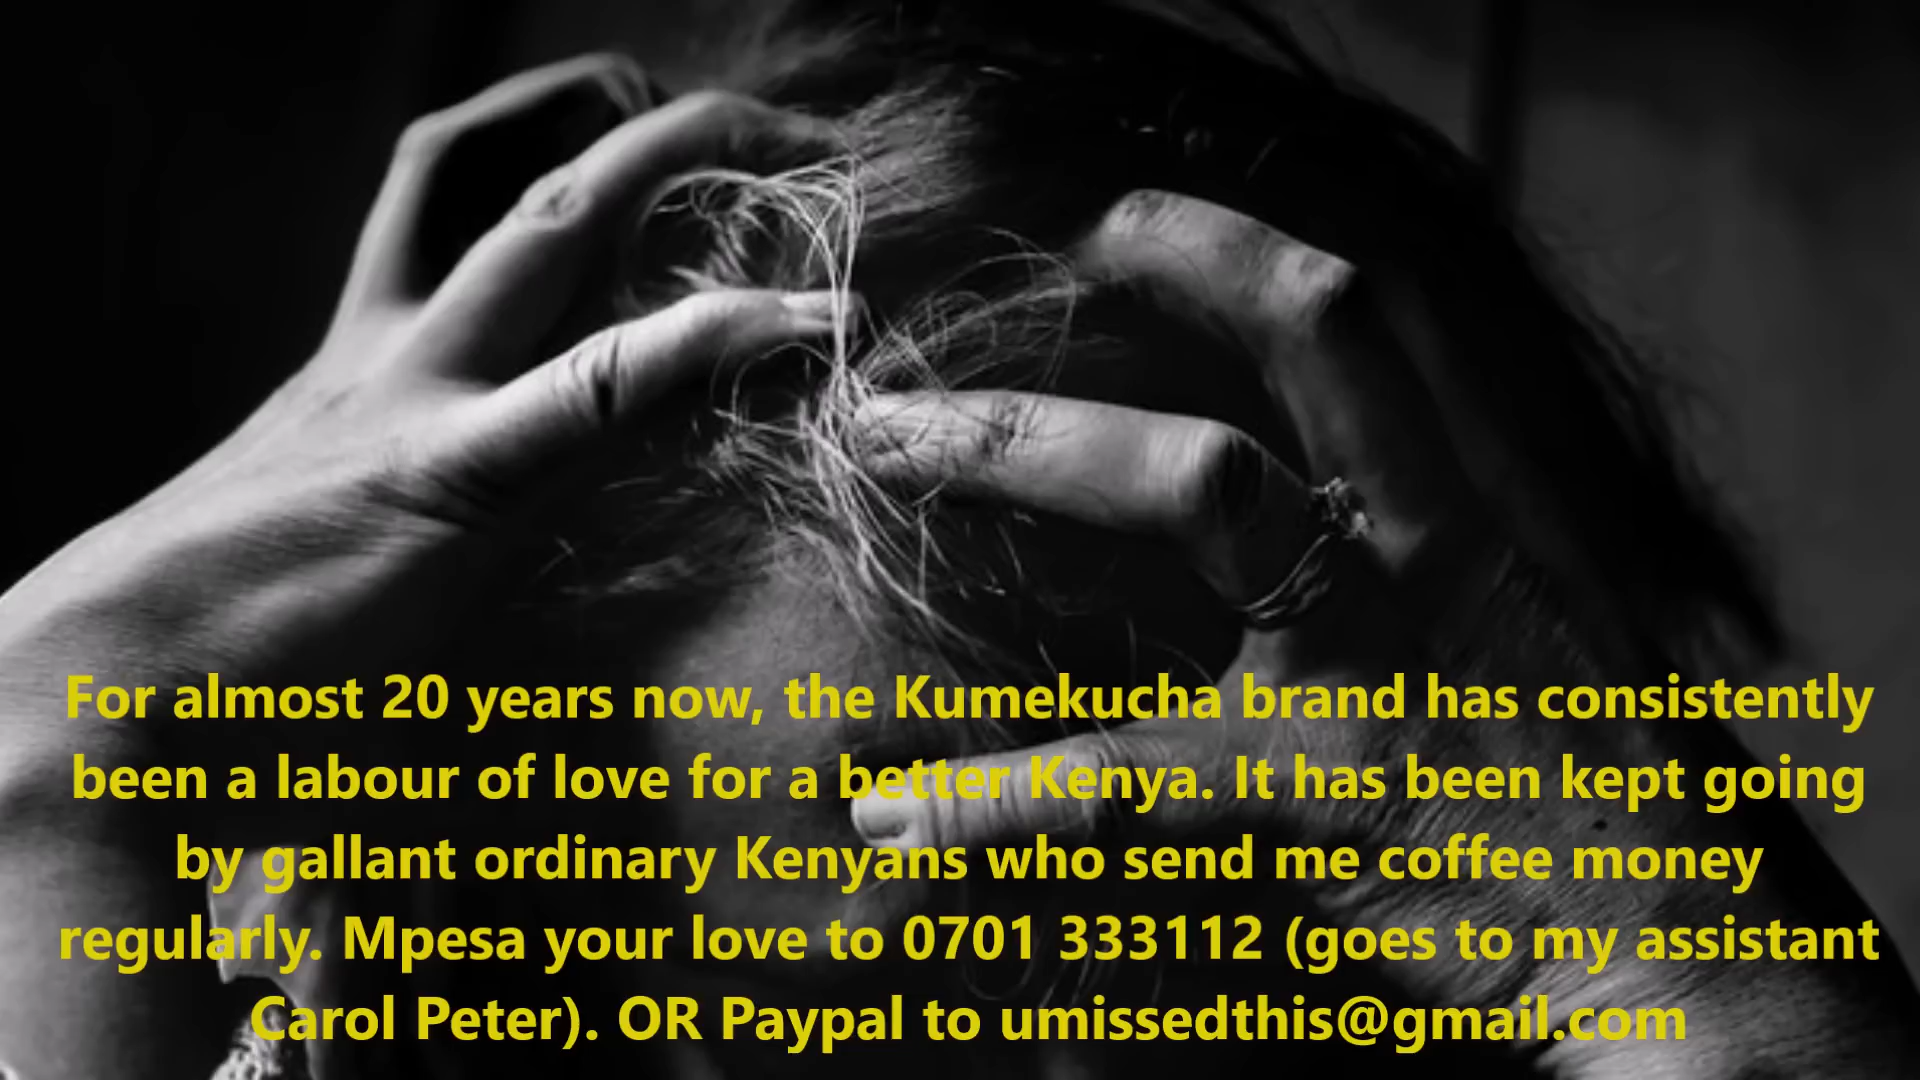 For almost 20 years now, the Kumekucha brand has consistently
been a labour of love for a better Kenya. It has been kept going
by gallant ordinary Kenyans who send me coffee money
regularly. Mpesa your love to 0701 333112 (goes to my assistant
Carol Peter). OR Paypal to umissedthis@gmail.com